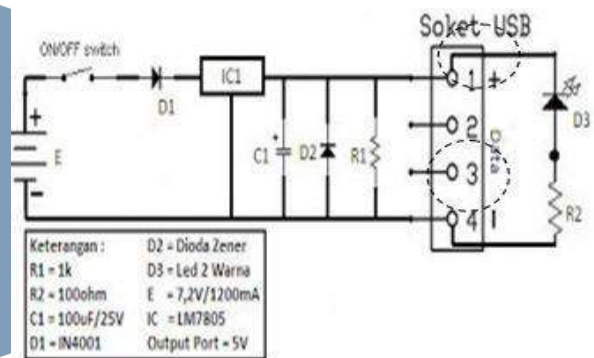 Soket-USB
ON/OFF switch
IC1
D1
1 +
2
3
4 -
Data
D3
R2
C1
+
D2
R1
+
E
-
Keterangan :
R1 = 1k
R2 = 100ohm
C1 = 100uF/25V
D1 = IN4001
D2 = Dioda Zener
D3 = Led 2 Warna
E = 7,2V/1200mA
IC = LM7805
Output Port = 5V